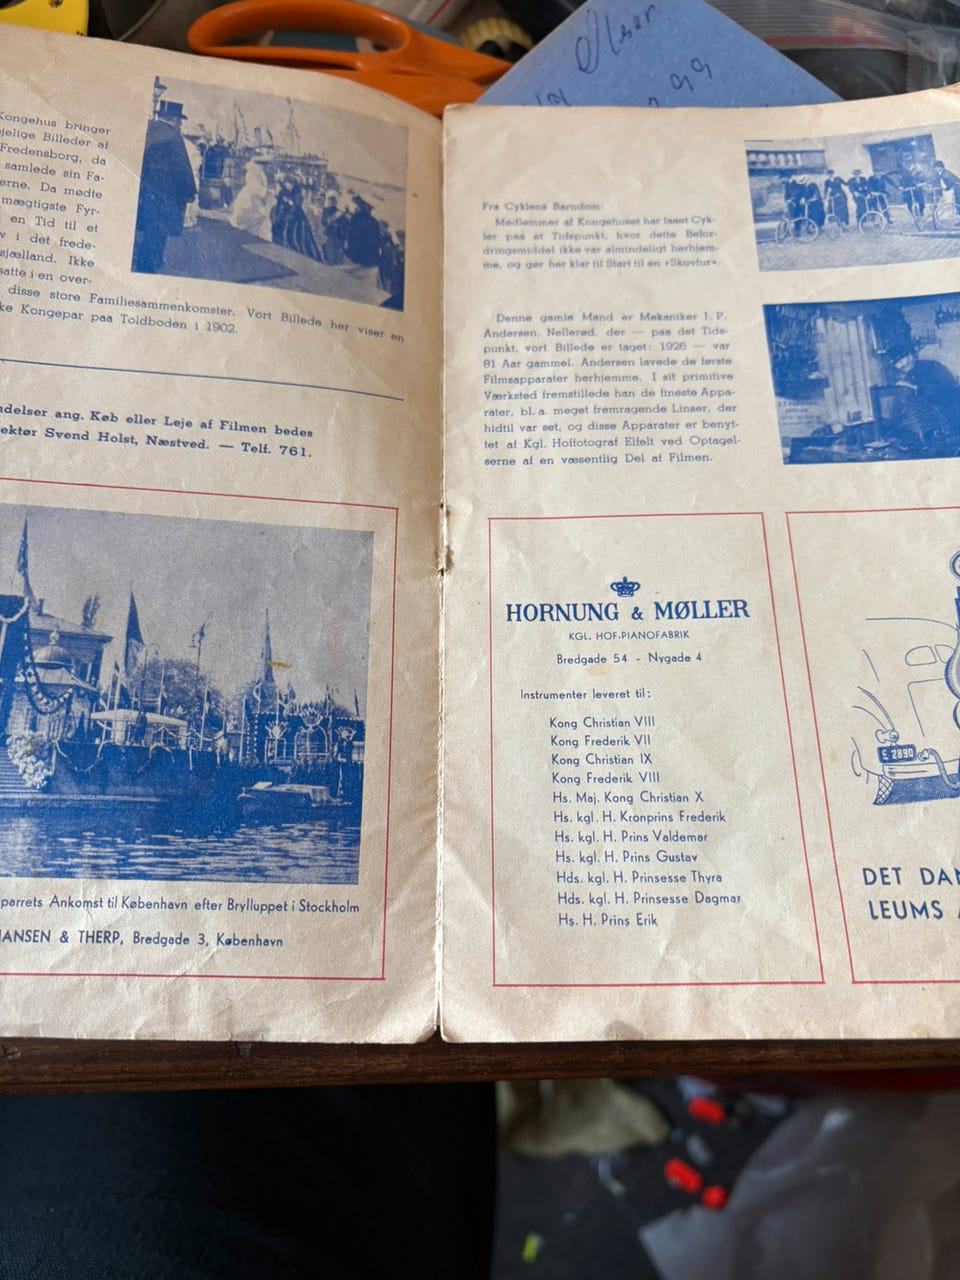 Olsen
99
Kongehus bringer
jelige Billeder af
Fredensborg, da
samlede sin Fa-
erne. Da mødte
mægtigste Fyr-
en Tid til et
v i det frede-
sjælland. Ikke
satte i en over-
disse store Familiesammenkomster. Vort Billede her viser en
ke Kongepar paa Toldboden i 1902.
ndelser ang. Køb eller Leje af Filmen bedes
ektør Svend Holst, Næstved. — Telf. 761.
parrets Ankomst til København efter Brylluppet i Stockholm
HANSEN & THERP, Bredgade 3, København
Fra Cyklens Barndom:
Medlemmer af Kongehuset har faaet Cyk-
ler paa et Tidspunkt, hvor dette Befor-
dringsmiddel ikke var almindeligt herhjem-
me, og gør her klar til Start til en »Skovtur«.
Denne gamle Mand er Mekaniker J. P.
Andersen, Nellerød, der — paa det Tids-
punkt, vort Billede er taget: 1926 — var
81 Aar gammel. Andersen lavede de første
Filmsapparater herhjemme. I sit primitive
Værksted fremstillede han de fineste Appa-
rater, bl. a. meget fremragende Linser, der
hidtil var set, og disse Apparater er benyt-
tet af Kgl. Hoffotograf Elfelt ved Optagel-
serne af en væsentlig Del af Filmen.
HORNUNG & MØLLER
KGL. HOF-PIANOFABRIK
Bredgade 54 - Nygade 4
Instrumenter leveret til:
Kong Christian VIII
Kong Frederik VII
Kong Christian IX
Kong Frederik VIII
Hs. Maj. Kong Christian X
Hs. kgl. H. Kronprins Frederik
Hs. kgl. H. Prins Valdemar
Hs. kgl. H. Prins Gustav
Hds. kgl. H. Prinsesse Thyra
Hds. kgl. H. Prinsesse Dagmar
Hs. H. Prins Erik
E 2890
DET DAN
LEUMS A